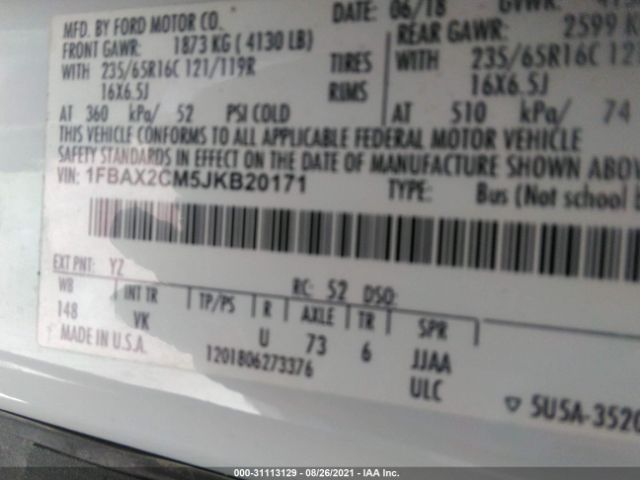 MFD. BY FORD MOTOR CO. DATE: 06/18 GVWR:
FRONT GAWR: 1873 KG ( 4130 LB) REAR GAWR: 2599 K
WITH 235/65R16C 121/119R TIRES WITH 235/65R16C 121
16X6.5J RIMS 16X6.5J
AT 360 kPa/ 52 PSI COLD AT 510 kPa/ 74
THIS VEHICLE CONFORMS TO ALL APPLICABLE FEDERAL MOTOR VEHICLE
SAFETY STANDARDS IN EFFECT ON THE DATE OF MANUFACTURE SHOWN ABOV
VIN: 1FBAX2CM5JKB20171 TYPE: Bus (Not school
EXT PNT: YZ RC: 52 DSO:
WB INT TR TP/PS R AXLE TR SPR
148 VK U 73 6 JJAA
MADE IN U.S.A. 1201806273376 ULC
5U5A-3520
000-31113129 - 08/26/2021 - IAA Inc.